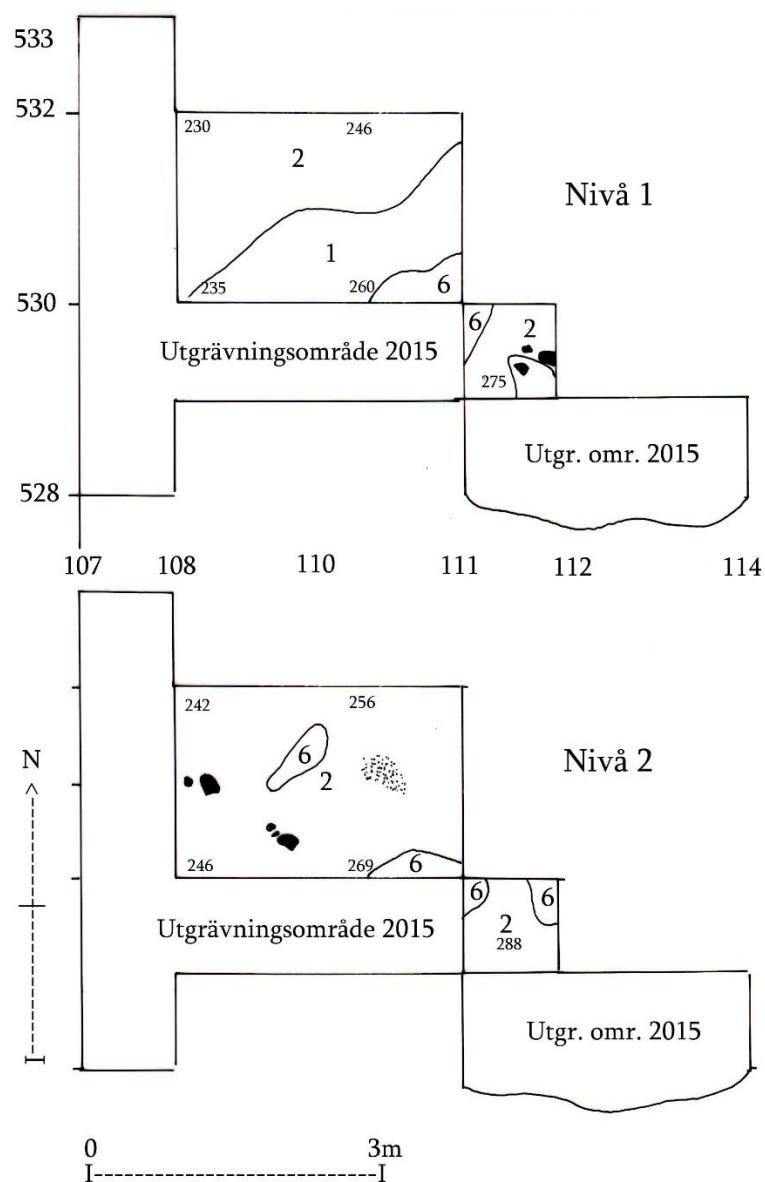 533
532
230 246
2
Nivå 1
1
235 260 6
530
6 2
Utgrävningsområde 2015
275
Utgr. omr. 2015
528
107 108 110 111 112 114
242 256
N
6
2
Nivå 2
246 269 6
6 6
2
Utgrävningsområde 2015
288
Utgr. omr. 2015
0 3m